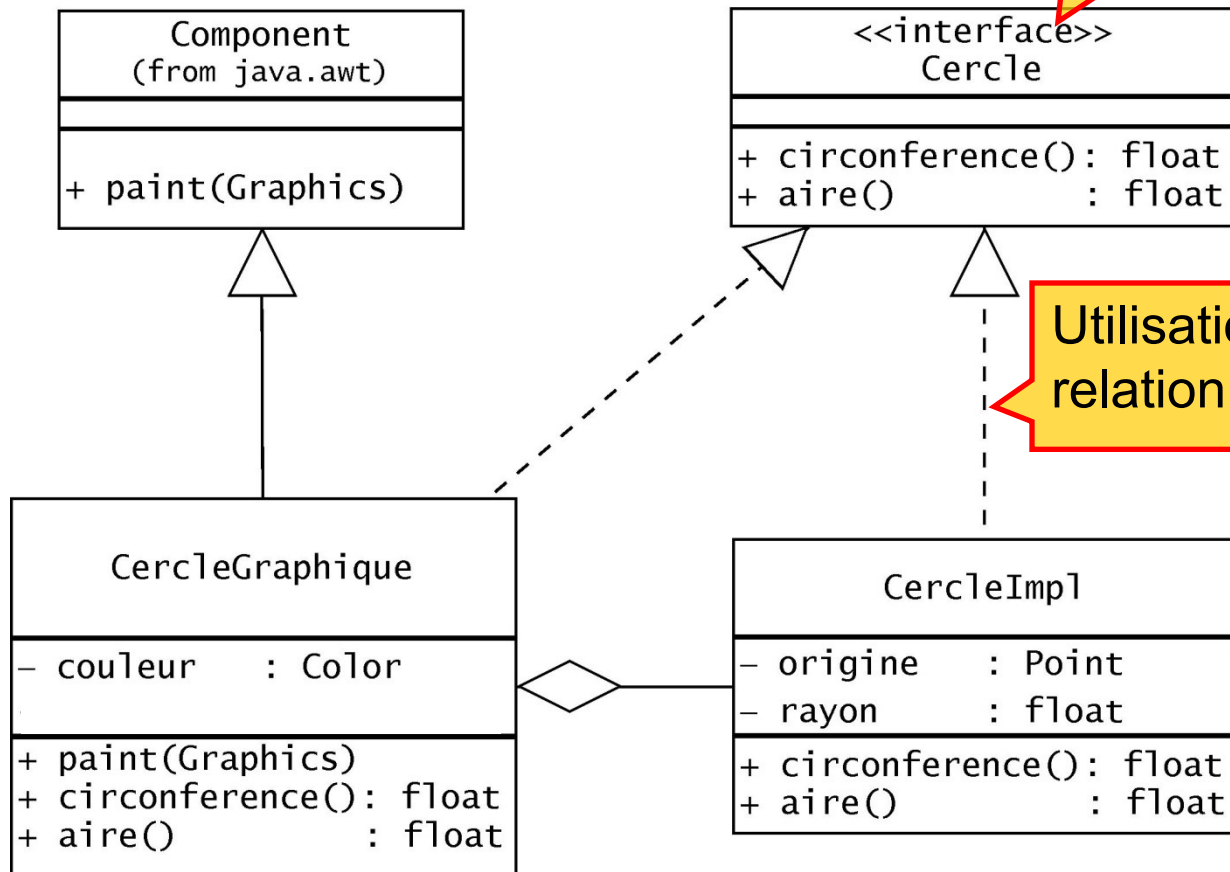 Component
(from java.awt)
+ paint(Graphics)
<<interface>>
Cercle
+ circonference(): float
+ aire() : float
relation
CercleGraphique
– couleur : Color
+ paint(Graphics)
+ circonference(): float
+ aire() : float
CercleImpl
– origine : Point
– rayon : float
+ circonference(): float
+ aire() : float